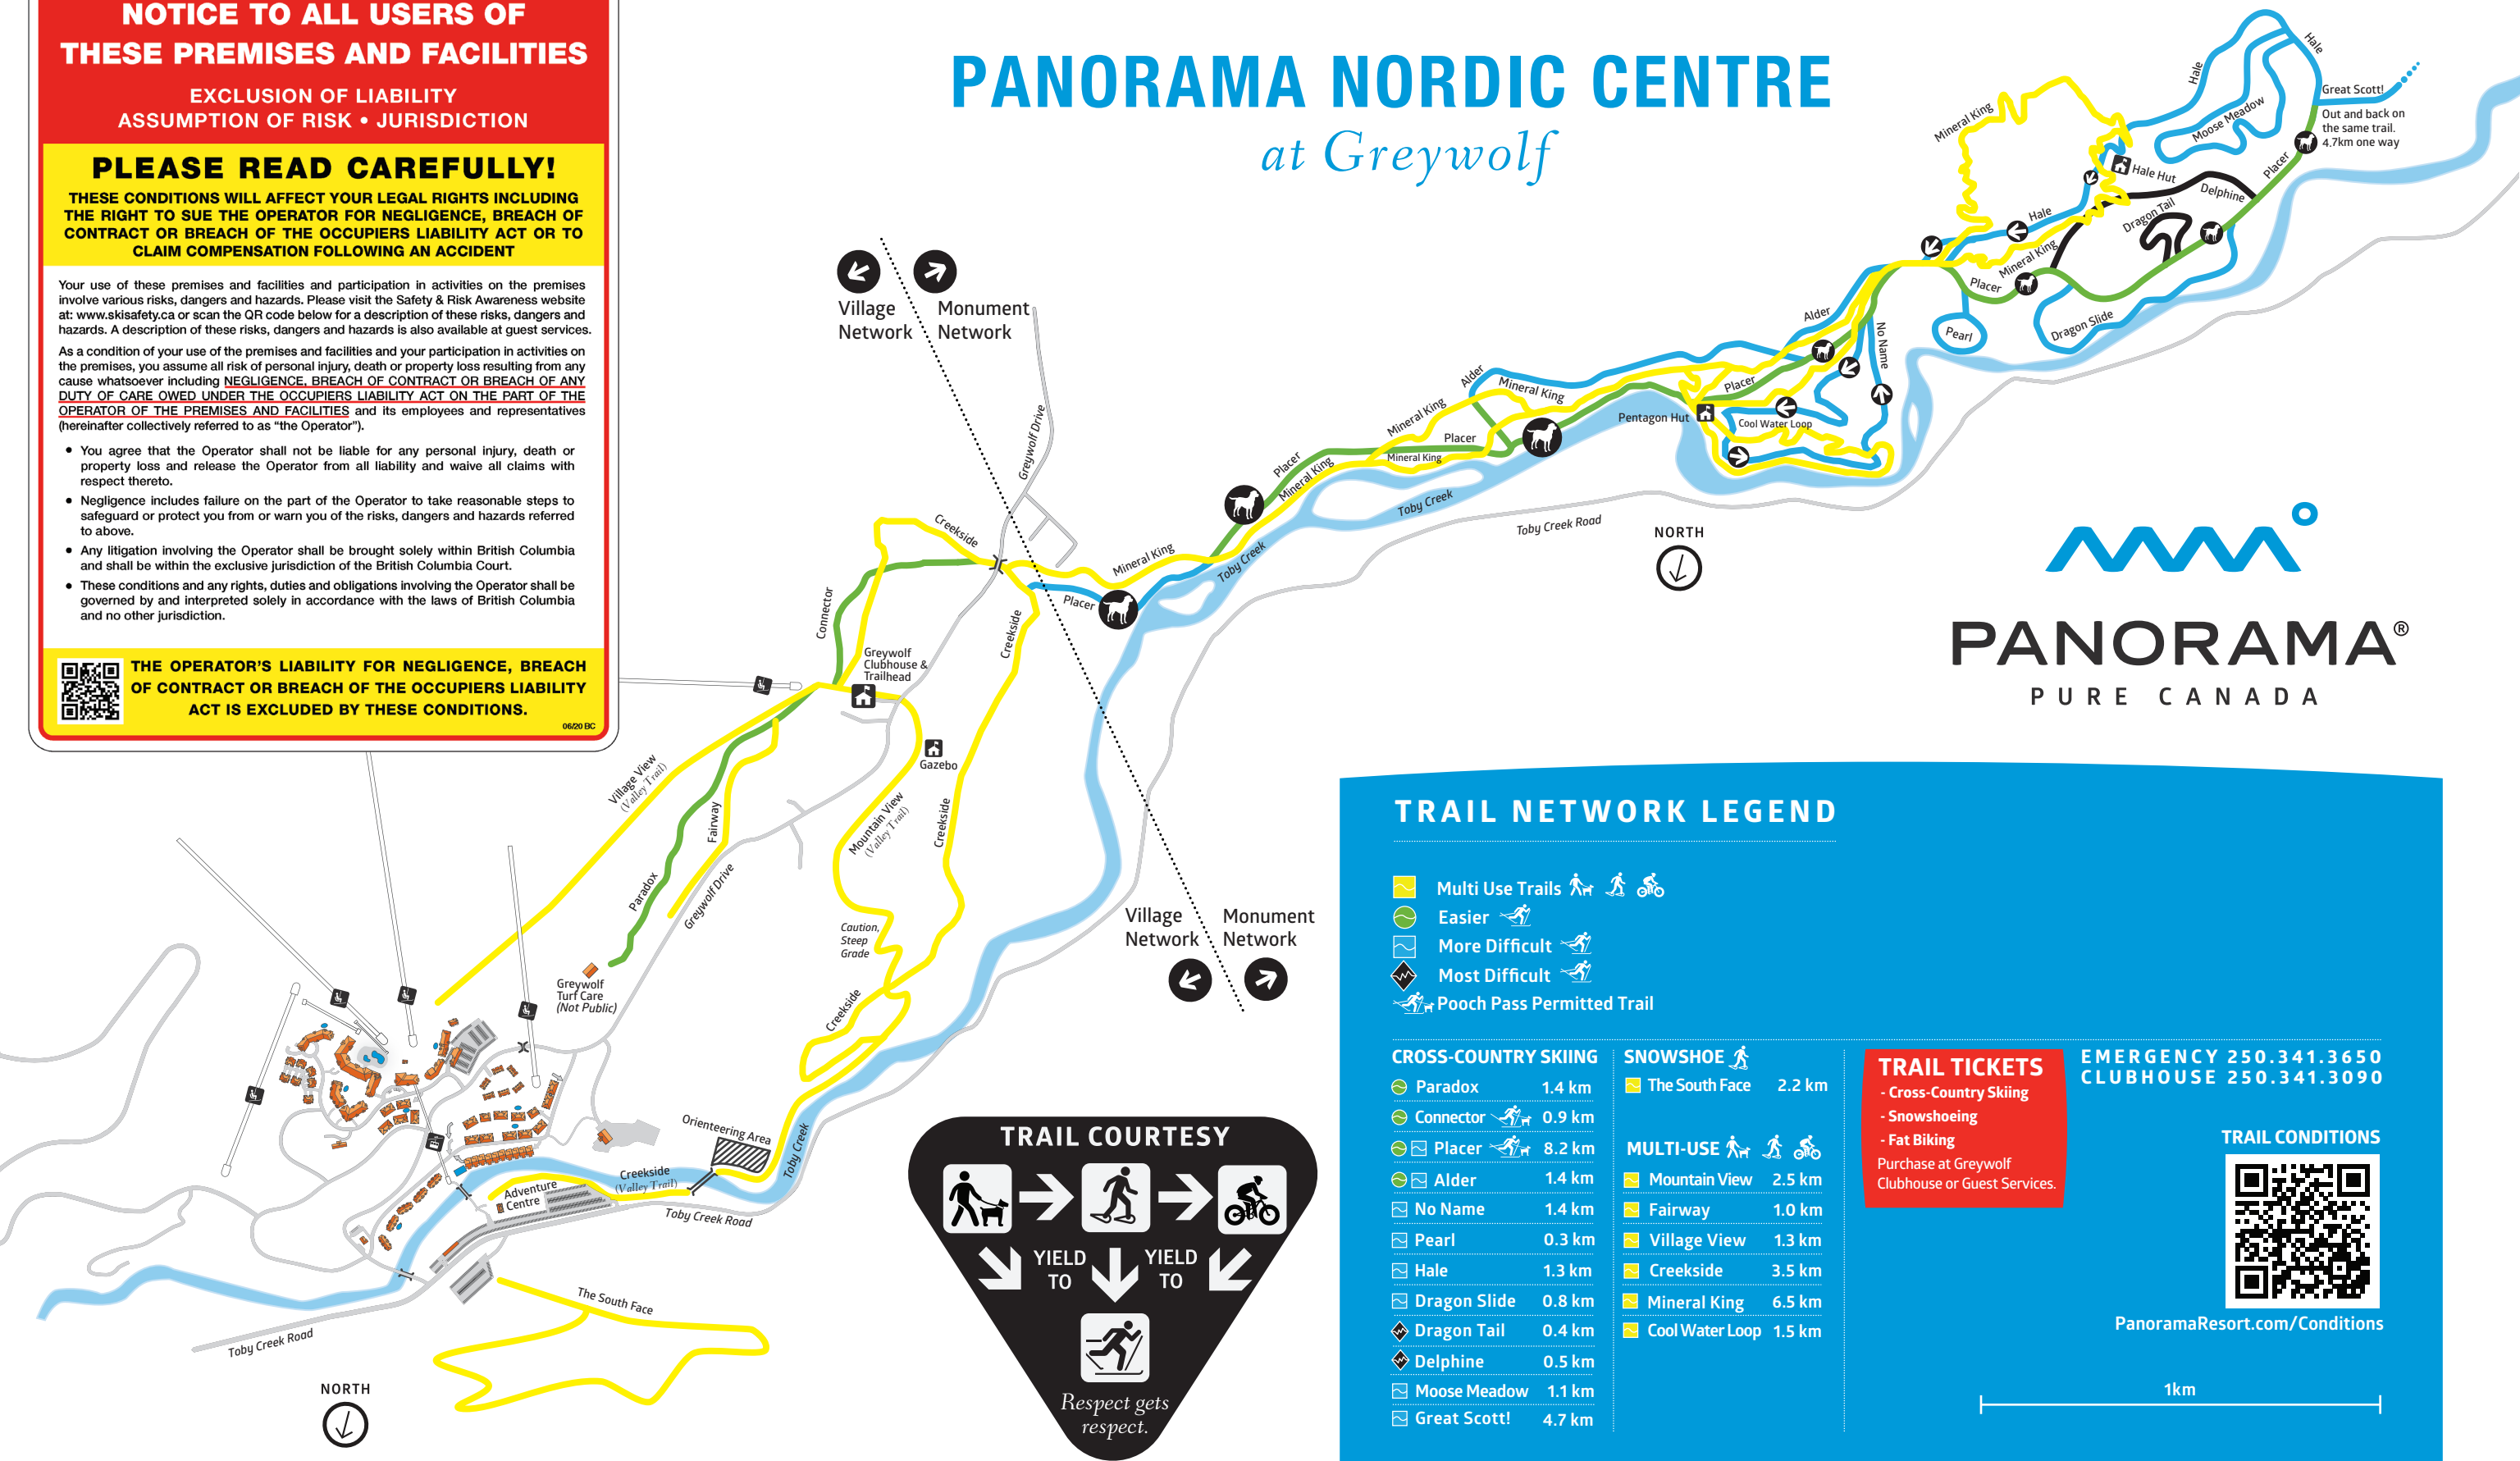 NOTICE TO ALL USERS OF
THESE PREMISES AND FACILITIES
EXCLUSION OF LIABILITY
ASSUMPTION OF RISK • JURISDICTION
PLEASE READ CAREFULLY!
THESE CONDITIONS WILL AFFECT YOUR LEGAL RIGHTS INCLUDING
THE RIGHT TO SUE THE OPERATOR FOR NEGLIGENCE, BREACH OF
CONTRACT OR BREACH OF THE OCCUPIERS LIABILITY ACT OR TO
CLAIM COMPENSATION FOLLOWING AN ACCIDENT
Your use of these premises and facilities and participation in activities on the premises
involve various risks, dangers and hazards. Please visit the Safety & Risk Awareness website
at: www.skisafety.ca or scan the QR code below for a description of these risks, dangers and
hazards. A description of these risks, dangers and hazards is also available at guest services.
As a condition of your use of the premises and facilities and your participation in activities on
the premises, you assume all risk of personal injury, death or property loss resulting from any
cause whatsoever including NEGLIGENCE, BREACH OF CONTRACT OR BREACH OF ANY
DUTY OF CARE OWED UNDER THE OCCUPIERS LIABILITY ACT ON THE PART OF THE
OPERATOR OF THE PREMISES AND FACILITIES and its employees and representatives
(hereinafter collectively referred to as “the Operator”).
• You agree that the Operator shall not be liable for any personal injury, death or
property loss and release the Operator from all liability and waive all claims with
respect thereto.
• Negligence includes failure on the part of the Operator to take reasonable steps to
safeguard or protect you from or warn you of the risks, dangers and hazards referred
to above.
• Any litigation involving the Operator shall be brought solely within British Columbia
and shall be within the exclusive jurisdiction of the British Columbia Court.
• These conditions and any rights, duties and obligations involving the Operator shall be
governed by and interpreted solely in accordance with the laws of British Columbia
and no other jurisdiction.
THE OPERATOR’S LIABILITY FOR NEGLIGENCE, BREACH
OF CONTRACT OR BREACH OF THE OCCUPIERS LIABILITY
ACT IS EXCLUDED BY THESE CONDITIONS.
06/20 BC
PANORAMA NORDIC CENTRE
at Greywolf
Village
Network
Monument
Network
Greywolf Drive
Creekside
Connector
Greywolf
Clubhouse &
Trailhead
Creekside
Placer
Mineral King
Toby Creek
Placer
Mineral King
Mineral King
Placer
Mineral King
Alder
Mineral King
Toby Creek
Toby Creek Road
Pentagon Hut
Placer
Cool Water Loop
Alder
No Name
Pearl
Placer
Mineral King
Hale
Mineral King
Hale
Moose Meadow
Hale
Hale Hut
Delphine
Dragon Tail
Dragon Slide
Placer
Great Scott!
Out and back on
the same trail.
4.7km one way
NORTH
PANORAMA®
PURE CANADA
Gazebo
Village View
(Valley Trail)
Fairway
Paradox
Greywolf Drive
Mountain View
(Valley Trail)
Creekside
Caution,
Steep
Grade
Greywolf
Turf Care
(Not Public)
Creekside
Village
Network
Monument
Network
Orienteering Area
Toby Creek
Creekside
(Valley Trail)
Adventure
Centre
Toby Creek Road
The South Face
Toby Creek Road
NORTH
TRAIL COURTESY
YIELD
TO
YIELD
TO
Respect gets
respect.
TRAIL NETWORK LEGEND
Multi Use Trails
Easier
More Difficult
Most Difficult
Pooch Pass Permitted Trail
CROSS-COUNTRY SKIING
Paradox 1.4 km
Connector 0.9 km
Placer 8.2 km
Alder 1.4 km
No Name 1.4 km
Pearl 0.3 km
Hale 1.3 km
Dragon Slide 0.8 km
Dragon Tail 0.4 km
Delphine 0.5 km
Moose Meadow 1.1 km
Great Scott! 4.7 km
SNOWSHOE
The South Face 2.2 km
MULTI-USE
Mountain View 2.5 km
Fairway 1.0 km
Village View 1.3 km
Creekside 3.5 km
Mineral King 6.5 km
Cool Water Loop 1.5 km
TRAIL TICKETS
- Cross-Country Skiing
- Snowshoeing
- Fat Biking
Purchase at Greywolf
Clubhouse or Guest Services.
EMERGENCY 250.341.3650
CLUBHOUSE 250.341.3090
TRAIL CONDITIONS
PanoramaResort.com/Conditions
1km